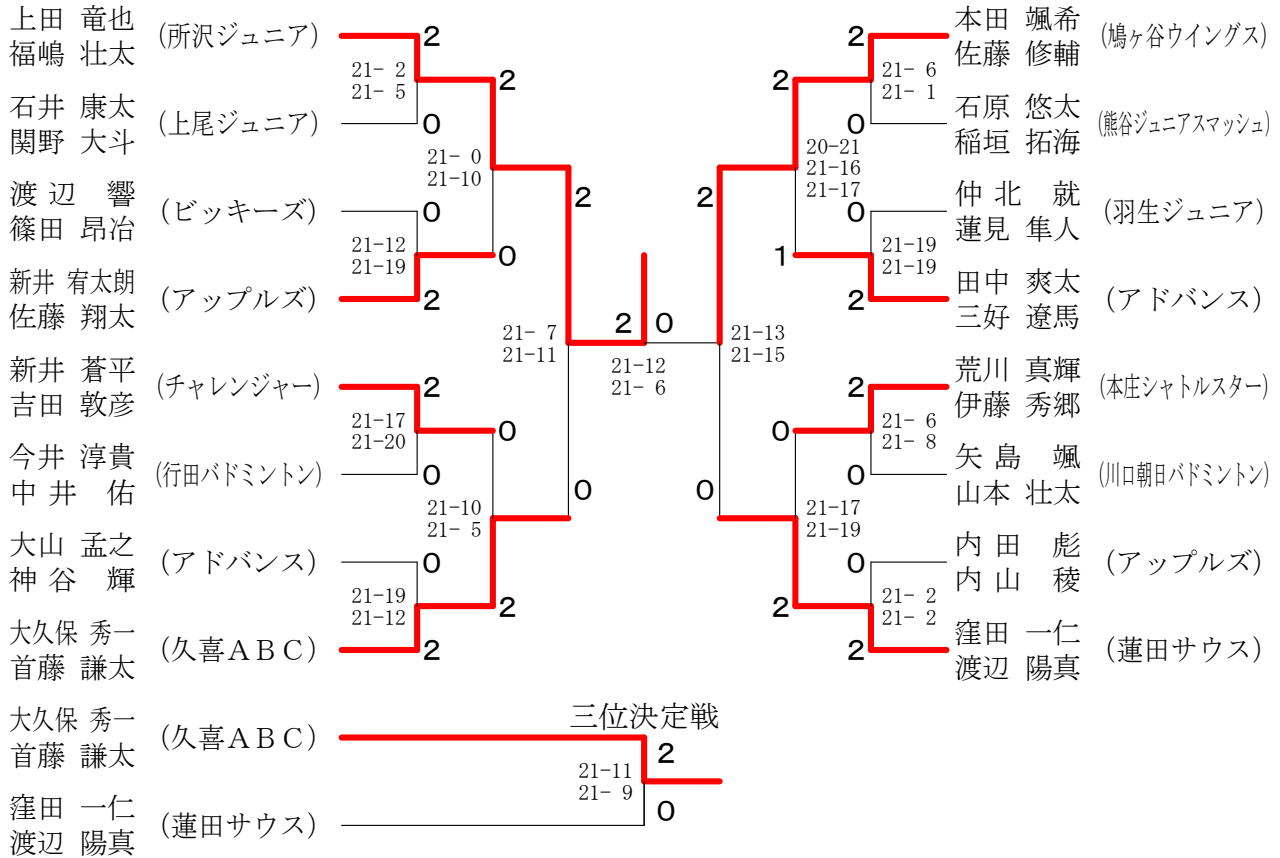 上田 竜也
福嶋 壮太
(所沢ジュニア)
2
21- 2
21- 5
石井 康太
関野 大斗
(上尾ジュニア)
0
2
21- 0
21-10
渡辺 響
篠田 昂冶
(ビッキーズ)
0
21-12
21-19
0
新井 宥太朗
佐藤 翔太
(アップルズ)
2
2
21- 7
21-11
新井 蒼平
吉田 敦彦
(チャレンジャー)
2
21-17
21-20
0
今井 淳貴
中井 佑
(行田バドミントン)
0
21-10
21- 5
0
大山 孟之
神谷 輝
(アドバンス)
0
21-19
21-12
2
大久保 秀一
首藤 謙太
(久喜ABC)
2
2 0
21-12
21- 6
本田 颯希
佐藤 修輔
(鳩ヶ谷ウイングス)
2
21- 6
21- 1
2
石原 悠太
稲垣 拓海
(熊谷ジュニアスマッシュ)
0
20-21
21-16
21-17
2
仲北 就
蓮見 隼人
(羽生ジュニア)
0
21-19
21-19
1
田中 爽太
三好 遼馬
(アドバンス)
2
21-13
21-15
荒川 真輝
伊藤 秀郷
(本庄シャトルスター)
2
21- 6
21- 8
0
矢島 颯
山本 壮太
(川口朝日バドミントン)
0
0
21-17
21-19
内田 彪
内山 稜
(アップルズ)
0
21- 2
21- 2
2
窪田 一仁
渡辺 陽真
(蓮田サウス)
2
三位決定戦
大久保 秀一
首藤 謙太
(久喜ABC)
2
21-11
21- 9
窪田 一仁
渡辺 陽真
(蓮田サウス)
0